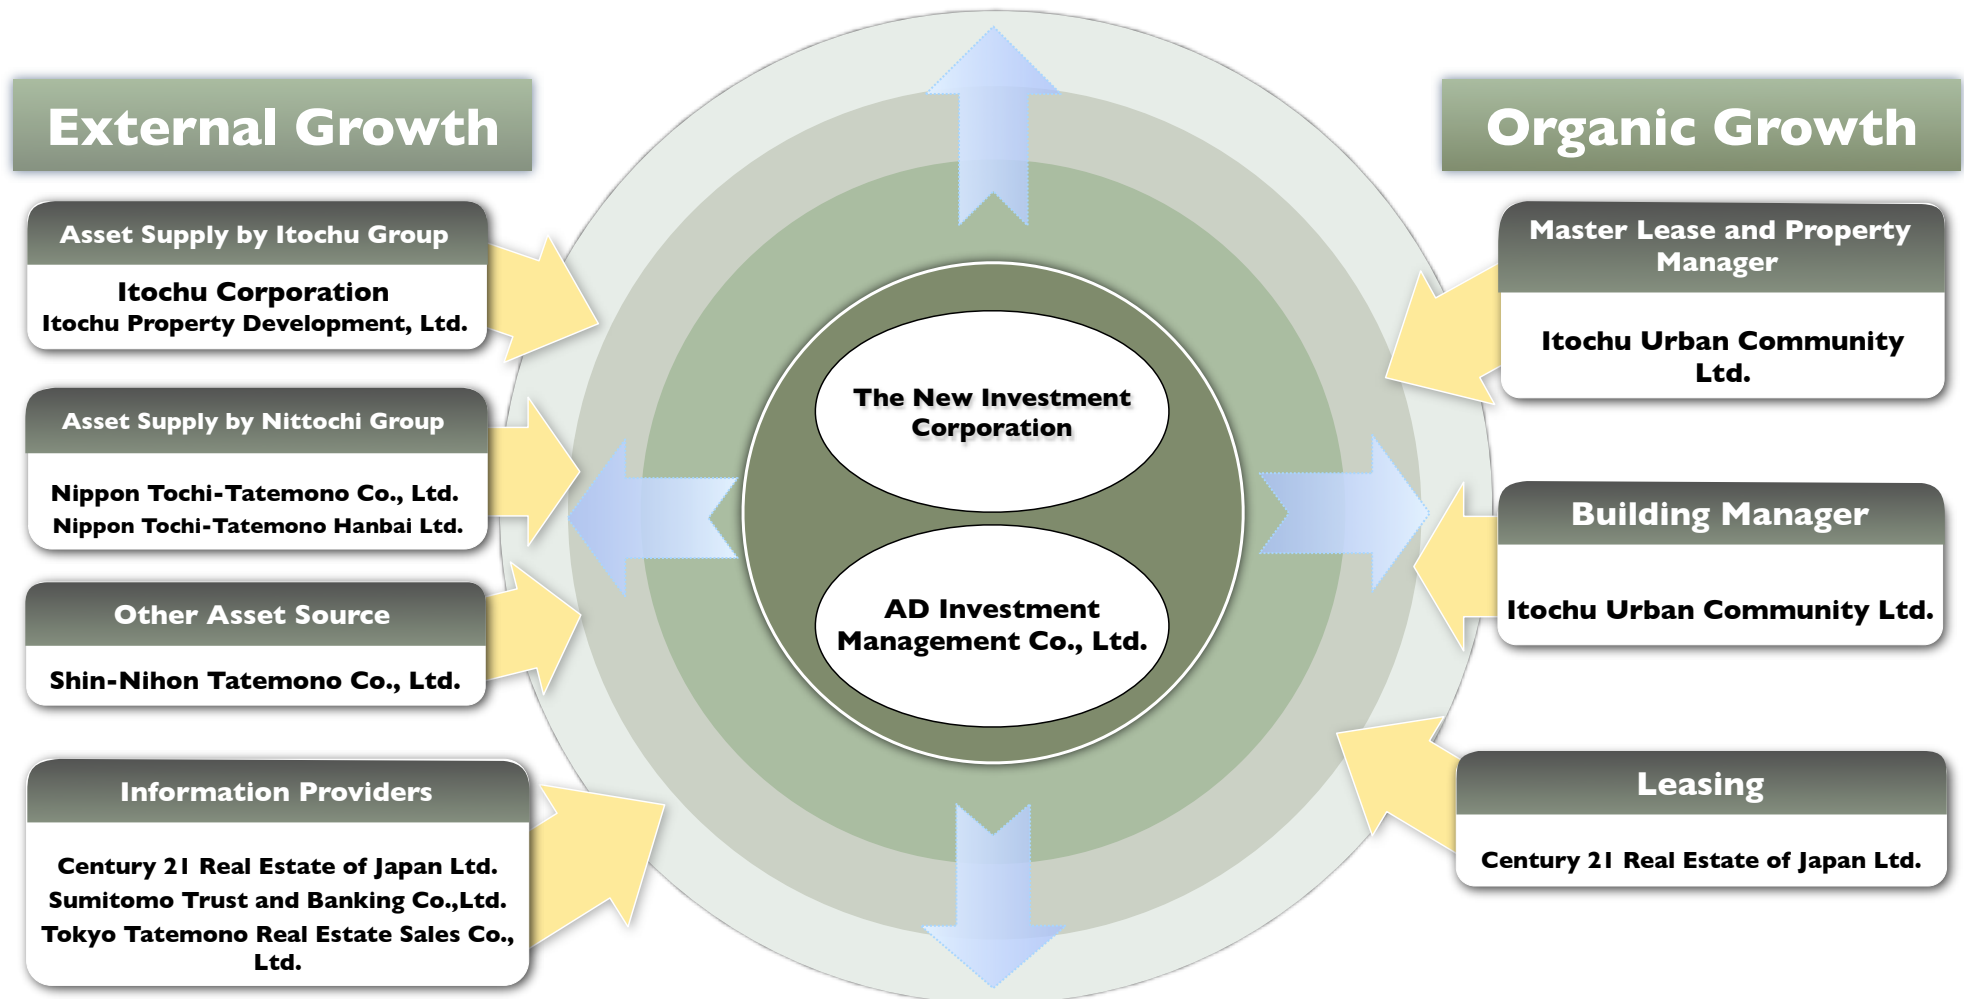 External Growth
Asset Supply by Itochu Group
Itochu Corporation
Itochu Property Development, Ltd.
Asset Supply by Nittochi Group
Nippon Tochi-Tatemono Co., Ltd.
Nippon Tochi-Tatemono Hanbai Ltd.
Other Asset Source
Shin-Nihon Tatemono Co., Ltd.
Information Providers
Century 21 Real Estate of Japan Ltd.
Sumitomo Trust and Banking Co.,Ltd.
Tokyo Tatemono Real Estate Sales Co.,
Ltd.
The New Investment
Corporation
AD Investment
Management Co., Ltd.
Organic Growth
Master Lease and Property
Manager
Itochu Urban Community
Ltd.
Building Manager
Itochu Urban Community Ltd.
Leasing
Century 21 Real Estate of Japan Ltd.